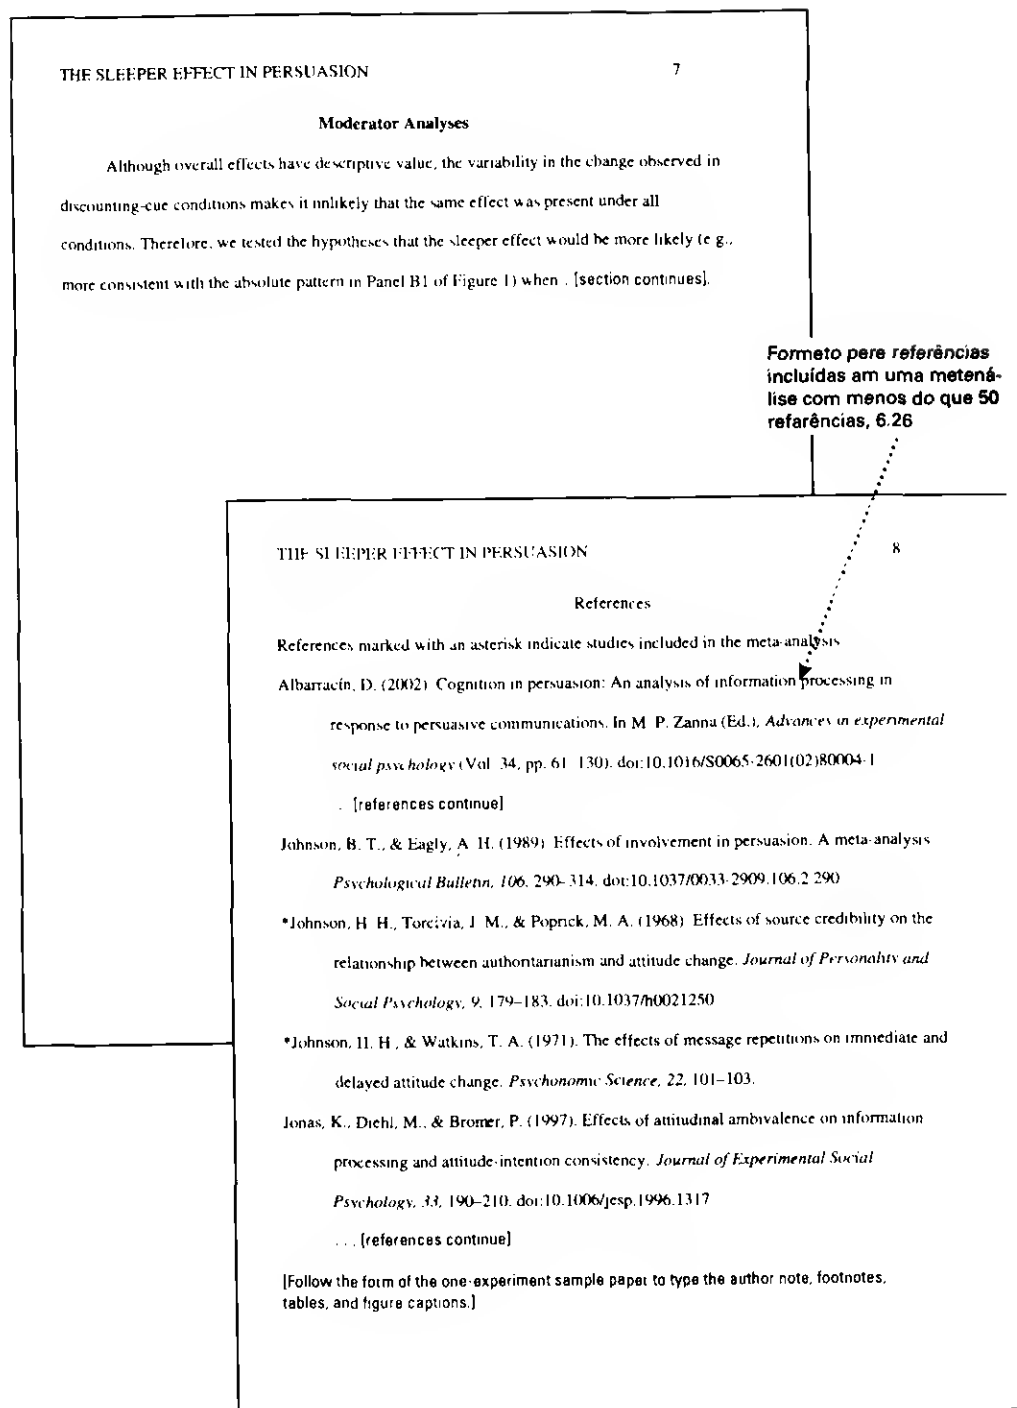 THE SLEEPER EFFECT IN PERSUASION 7
Moderator Analyses
Although overall effects have descriptive value, the variability in the change observed in
discounting-cue conditions makes it unlikely that the same effect was present under all
conditions. Therefore, we tested the hypotheses that the sleeper effect would be more likely (e g.,
more consistent with the absolute pattern in Panel B1 of Figure 1) when . [section continues].
Formeto pere referências
incluídas am uma metená-
lise com menos do que 50
refarências, 6.26
THE SLEEPER EFFECT IN PERSUASION 8
References
References marked with an asterisk indicate studies included in the meta-analysis
Albarracín, D. (2002) Cognition in persuasion: An analysis of information processing in
response to persuasive communications. In M P. Zanna (Ed.), Advances in experimental
social psychology (Vol 34, pp. 61 130). doi:10.1016/S0065-2601(02)80004-1
. [references continue]
Johnson, B. T., & Eagly, A H. (1989) Effects of involvement in persuasion. A meta-analysis
Psychological Bulletin, 106, 290-314. doi:10.1037/0033-2909.106.2 290
*Johnson, H H., Torcivia, J M., & Poprick, M. A. (1968) Effects of source credibility on the
relationship between authoritarianism and attitude change. Journal of Personality and
Social Psychology, 9, 179–183. doi:10.1037/h0021250
*Johnson, H. H , & Watkins, T. A. (1971). The effects of message repetitions on immediate and
delayed attitude change. Psychonomic Science, 22, 101–103.
Jonas, K., Diehl, M., & Bromer, P. (1997). Effects of attitudinal ambivalence on information
processing and attitude-intention consistency. Journal of Experimental Social
Psychology, 33, 190–210. doi:10.1006/jesp.1996.1317
. . . [references continue]
[Follow the form of the one-experiment sample paper to type the author note, footnotes,
tables, and figure captions.]